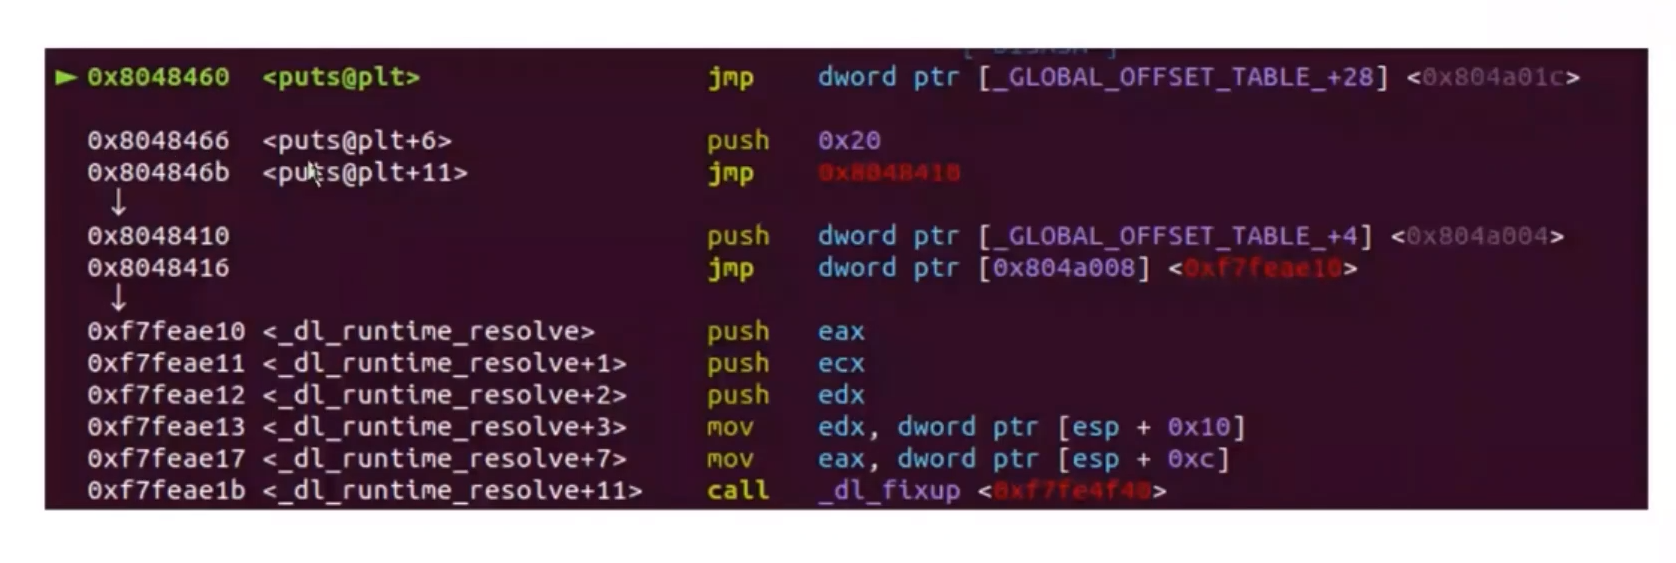 ► 0x8048460 <puts@plt> jmp dword ptr [_GLOBAL_OFFSET_TABLE_+28] <0x804a01c>
0x8048466 <puts@plt+6> push 0x20
0x804846b <puts@plt+11> jmp 0x8048410
↓
0x8048410 push dword ptr [_GLOBAL_OFFSET_TABLE_+4] <0x804a004>
0x8048416 jmp dword ptr [0x804a008] <0xf7feae10>
↓
0xf7feae10 <_dl_runtime_resolve> push eax
0xf7feae11 <_dl_runtime_resolve+1> push ecx
0xf7feae12 <_dl_runtime_resolve+2> push edx
0xf7feae13 <_dl_runtime_resolve+3> mov edx, dword ptr [esp + 0x10]
0xf7feae17 <_dl_runtime_resolve+7> mov eax, dword ptr [esp + 0xc]
0xf7feae1b <_dl_runtime_resolve+11> call _dl_fixup <0xf7fe4f40>